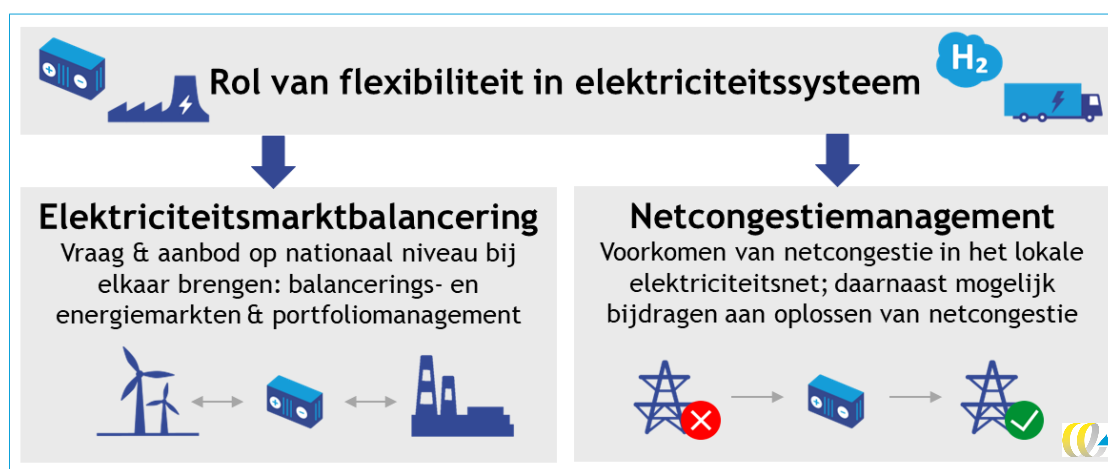 H₂
Rol van flexibiliteit in elektriciteitssysteem
Elektriciteitsmarktbalancering
Vraag & aanbod op nationaal niveau bij
elkaar brengen: balancerings- en
energiemarkten & portfoliomanagement
Netcongestiemanagement
Voorkomen van netcongestie in het lokale
elektriciteitsnet; daarnaast mogelijk
bijdragen aan oplossen van netcongestie